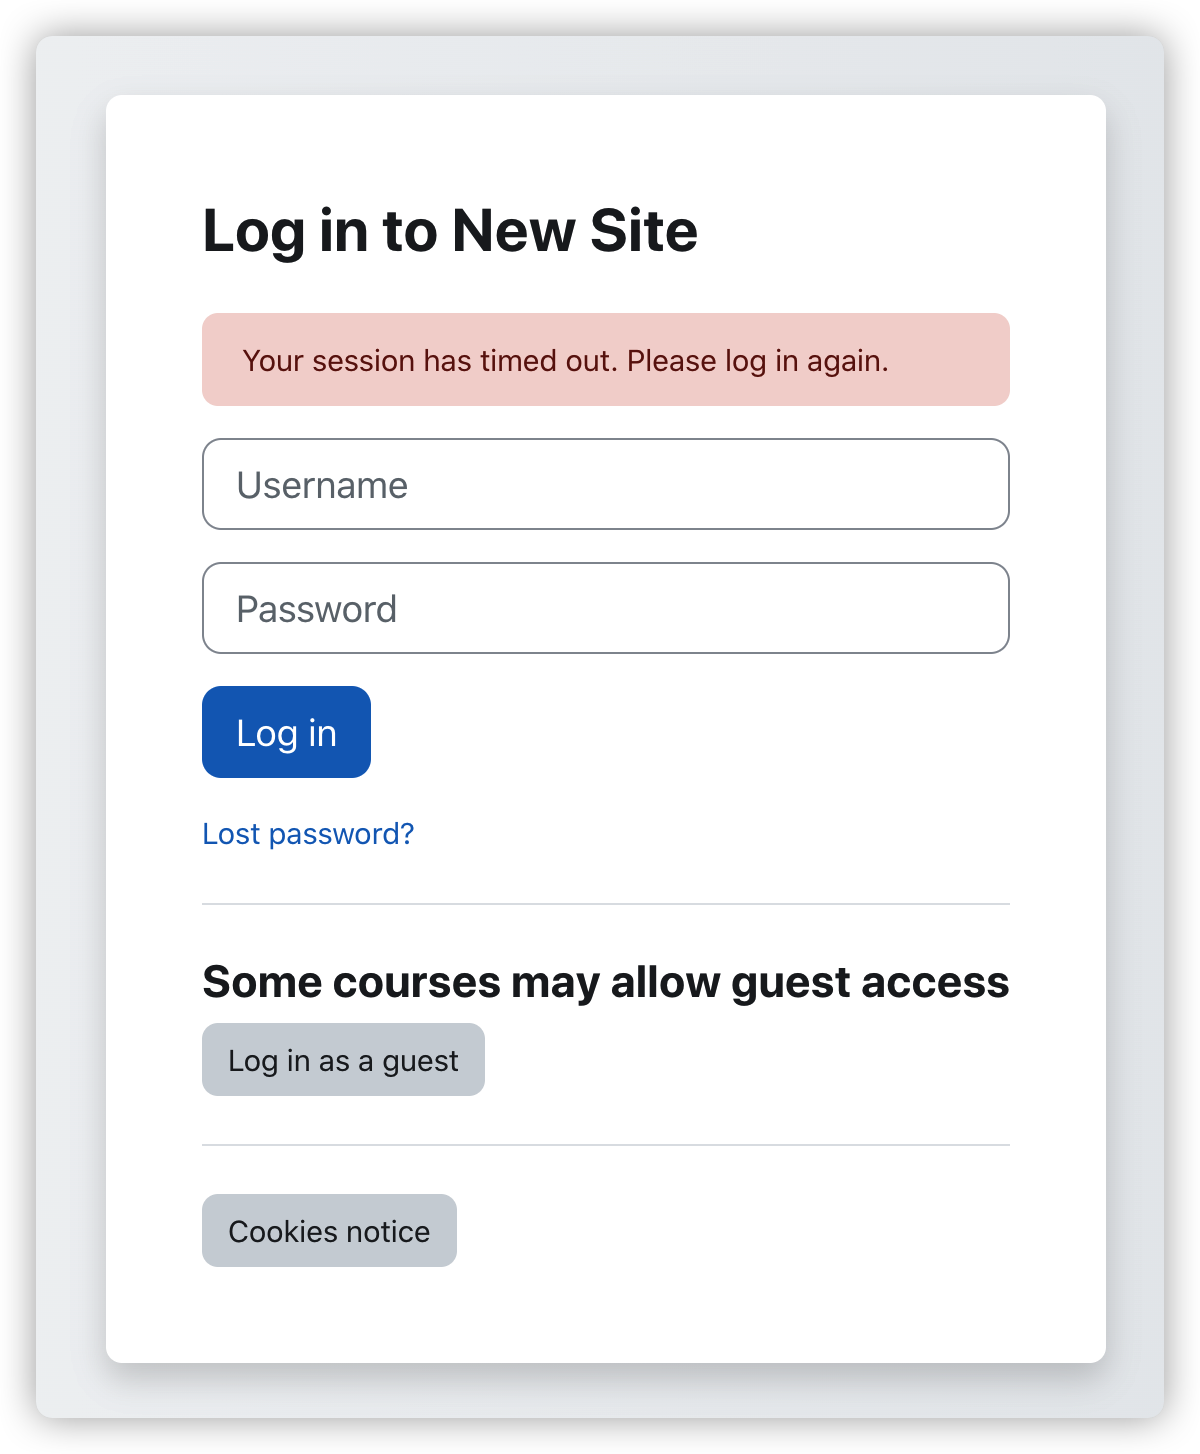 Log in to New Site
Your session has timed out. Please log in again.
Username
Password
Log in
Lost password?
Some courses may allow guest access
Log in as a guest
Cookies notice